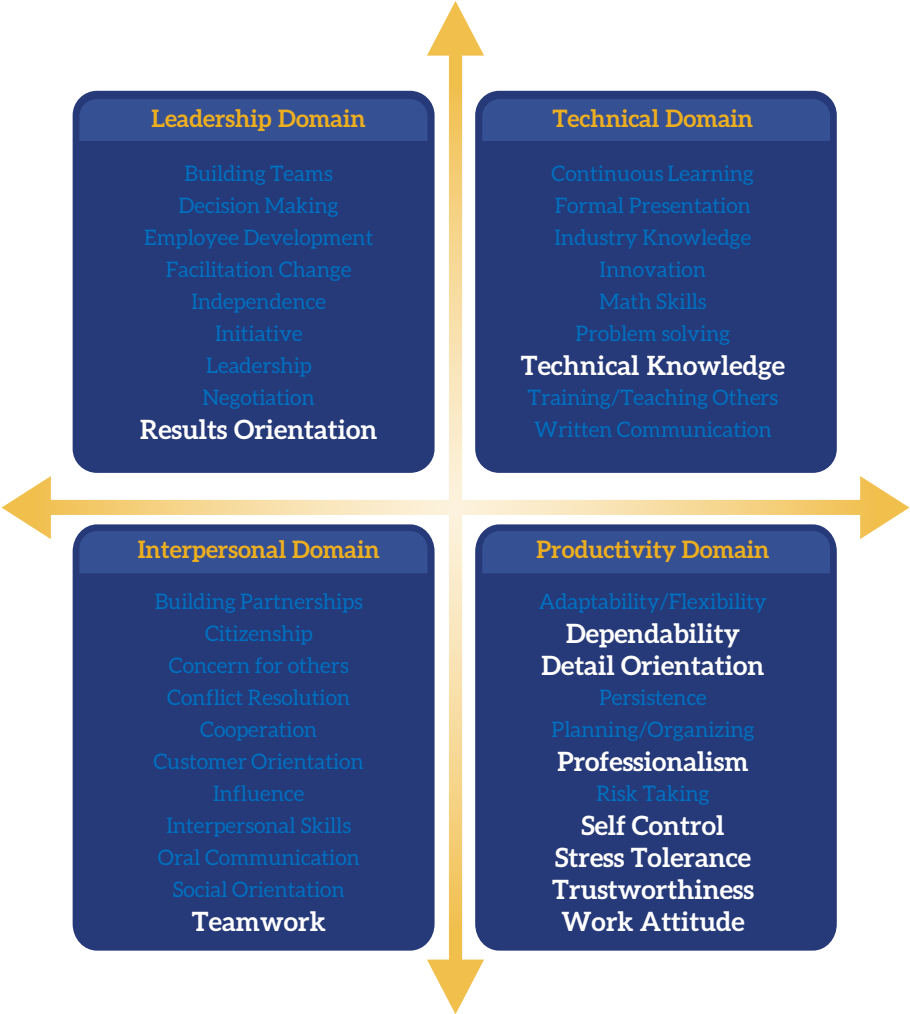 Leadership Domain
Building Teams
Decision Making
Employee Development
Facilitation Change
Independence
Initiative
Leadership
Negotiation
Results Orientation
Technical Domain
Continuous Learning
Formal Presentation
Industry Knowledge
Innovation
Math Skills
Problem solving
Technical Knowledge
Training/Teaching Others
Written Communication
Interpersonal Domain
Building Partnerships
Citizenship
Concern for others
Conflict Resolution
Cooperation
Customer Orientation
Influence
Interpersonal Skills
Oral Communication
Social Orientation
Teamwork
Productivity Domain
Adaptability/Flexibility
Dependability
Detail Orientation
Persistence
Planning/Organizing
Professionalism
Risk Taking
Self Control
Stress Tolerance
Trustworthiness
Work Attitude